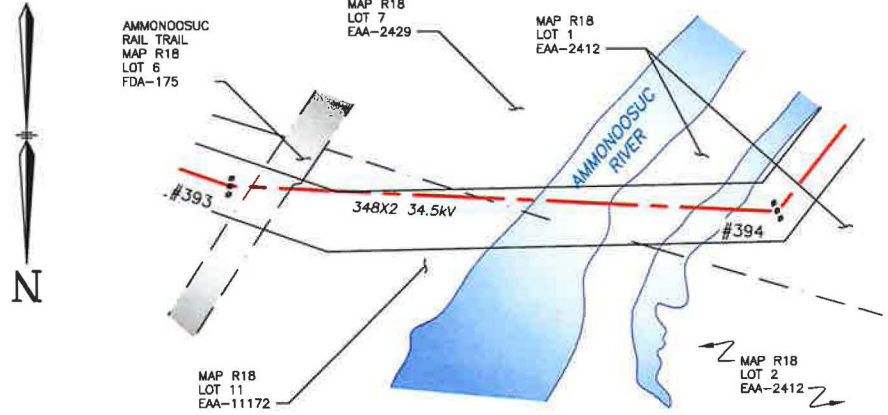 AMMONOOSUC
RAIL TRAIL
MAP R18
LOT 6
FDA-175
MAP R18
LOT 7
EAA-2429
MAP R18
LOT 1
EAA-2412
AMMONOOSUC
RIVER
#393
348X2 34.5kV
#394
N
MAP R18
LOT 11
EAA-11172
MAP R18
LOT 2
EAA-2412